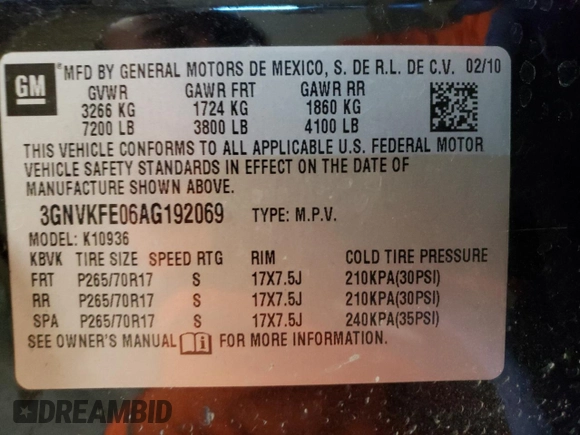 GM
*MFD BY GENERAL MOTORS DE MEXICO, S. DE R.L. DE C.V. 02/10
GVWR GAWR FRT GAWR RR
3266 KG 1724 KG 1860 KG
7200 LB 3800 LB 4100 LB
THIS VEHICLE CONFORMS TO ALL APPLICABLE U.S. FEDERAL MOTOR
VEHICLE SAFETY STANDARDS IN EFFECT ON THE DATE OF
MANUFACTURE SHOWN ABOVE.
3GNVKFE06AG192069 TYPE: M.P.V.
MODEL: K10936
KBVK TIRE SIZE SPEED RTG RIM COLD TIRE PRESSURE
FRT P265/70R17 S 17X7.5J 210KPA(30PSI)
RR P265/70R17 S 17X7.5J 210KPA(30PSI)
SPA P265/70R17 S 17X7.5J 240KPA(35PSI)
SEE OWNER'S MANUAL FOR MORE INFORMATION.
DREAMBID